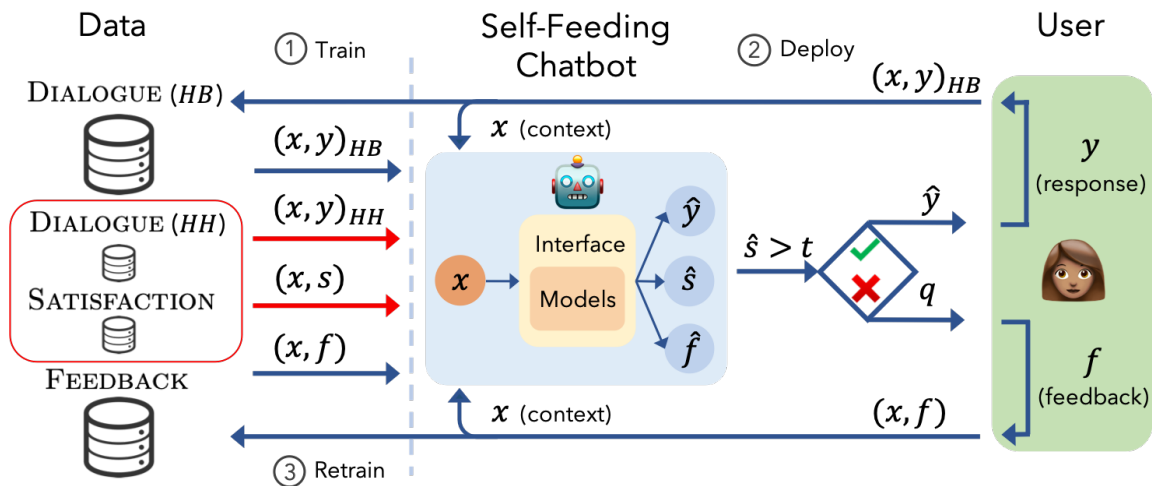 Data
① Train
Self-Feeding
Chatbot
② Deploy
User
DIALOGUE (HB)
(x, y)HB
x (context)
(x, y)HB
y
(response)
DIALOGUE (HH)
(x, y)HH
ŷ
Interface
ŝ > t
ŷ
x
Models
ŝ
SATISFACTION
(x, s)
q
f̂
(x, f)
FEEDBACK
f
(feedback)
x (context)
(x, f)
③ Retrain